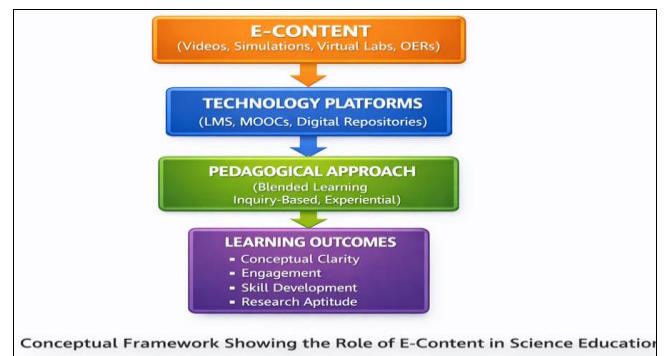 E-CONTENT
(Videos, Simulations, Virtual Labs, OERs)
TECHNOLOGY PLATFORMS
(LMS, MOOCs, Digital Repositories)
PEDAGOGICAL APPROACH
(Blended Learning
Inquiry-Based, Experiential)
LEARNING OUTCOMES
▪ Conceptual Clarity
▪ Engagement
▪ Skill Development
▪ Research Aptitude
Conceptual Framework Showing the Role of E-Content in Science Education